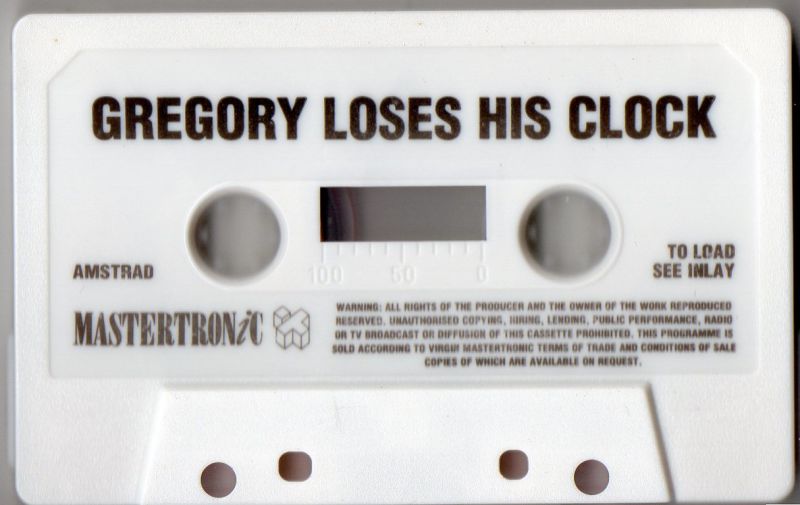 GREGORY LOSES HIS CLOCK
AMSTRAD
TO LOAD
SEE INLAY
100 50 0
MASTERTRONiC
WARNING: ALL RIGHTS OF THE PRODUCER AND THE OWNER OF THE WORK REPRODUCED
RESERVED. UNAUTHORISED COPYING, HIRING, LENDING, PUBLIC PERFORMANCE, RADIO
OR TV BROADCAST OR DIFFUSION OF THIS CASSETTE PROHIBITED. THIS PROGRAMME IS
SOLD ACCORDING TO VIRGIN MASTERTRONIC TERMS OF TRADE AND CONDITIONS OF SALE
COPIES OF WHICH ARE AVAILABLE ON REQUEST.